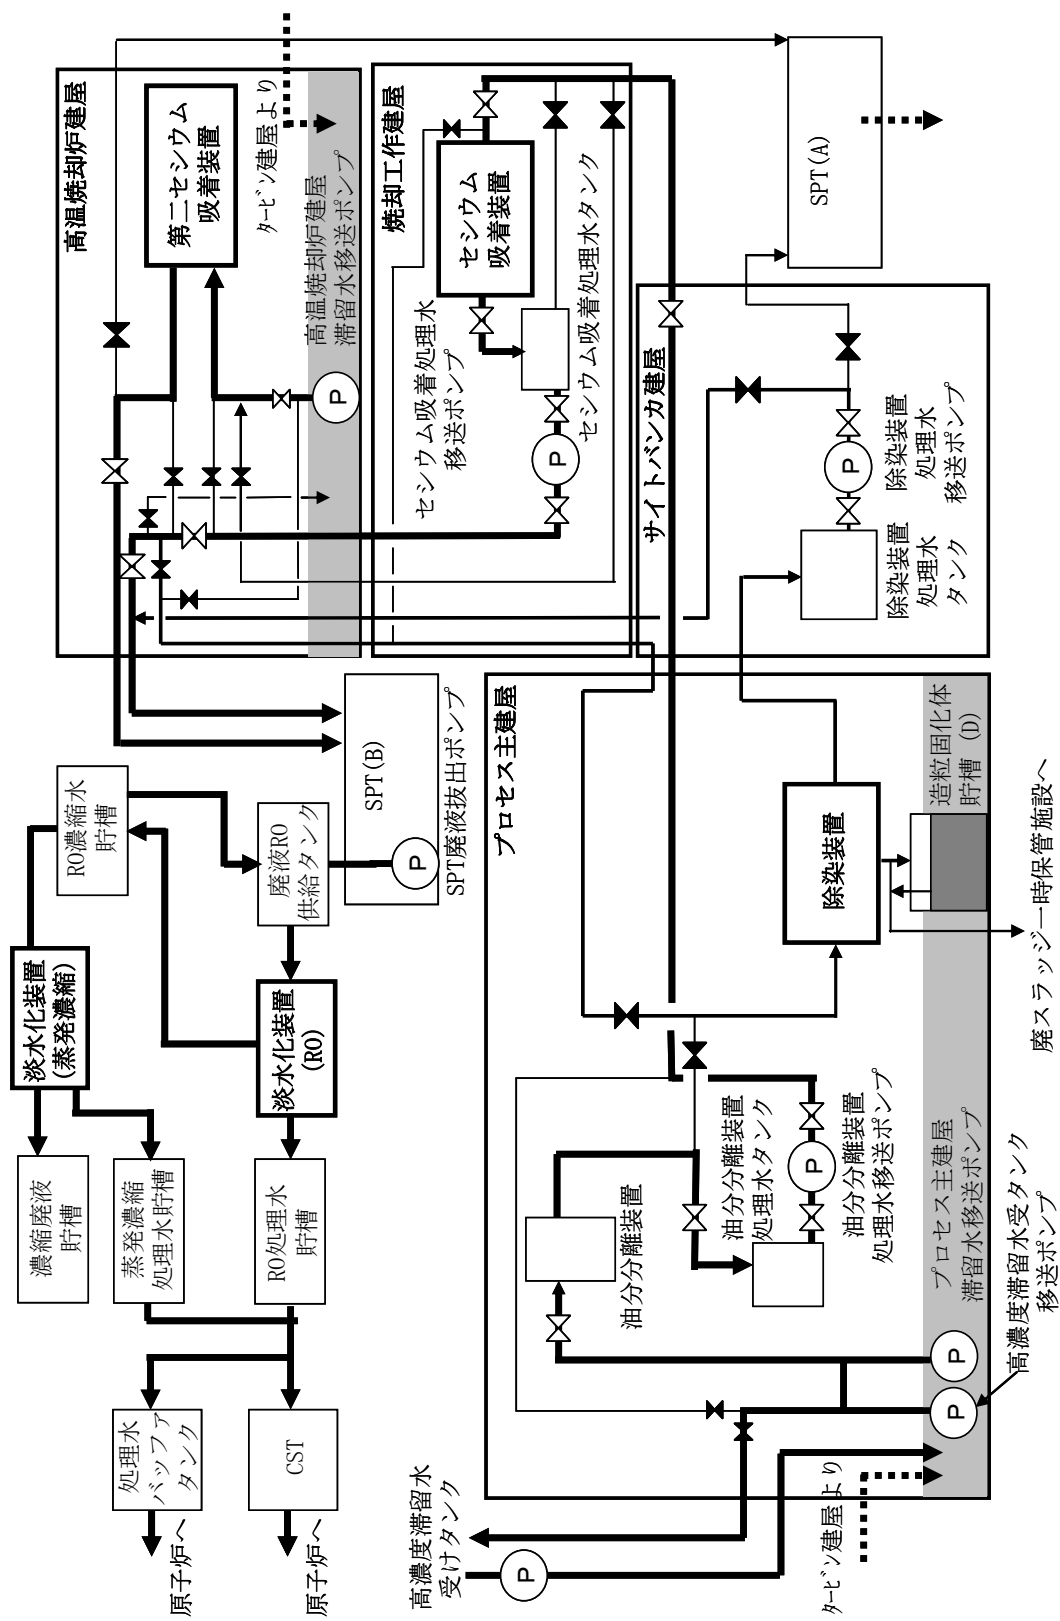 原子炉へ
処理水
バッファ
タンク
濃縮廃液
貯槽
淡水化装置
(蒸発濃縮)
RO濃縮水
貯槽
蒸発濃縮
処理水貯槽
原子炉へ
CST
RO処理水
貯槽
淡水化装置
(RO)
廃液RO
供給タンク
SPT(B)
P
SPT廃液抜出ポンプ
高温焼却炉建屋
第二セシウム
吸着装置
タービン建屋より
高温焼却炉建屋
滞留水移送ポンプ
P
焼却工作建屋
セシウム
吸着装置
セシウム吸着処理水
移送ポンプ
P
セシウム吸着処理水タンク
サイトバンカ建屋
SPT(A)
除染装置
処理水
タンク
P
除染装置
処理水
移送ポンプ
高濃度滞留水
受けタンク
P
プロセス主建屋
油分分離装置
油分分離装置
処理水タンク
P
油分分離装置
処理水移送ポンプ
除染装置
造粒固化体
貯槽 (D)
タービン建屋より
P
P
プロセス主建屋
滞留水移送ポンプ
高濃度滞留水受タンク
移送ポンプ
廃スラッジ一時保管施設へ